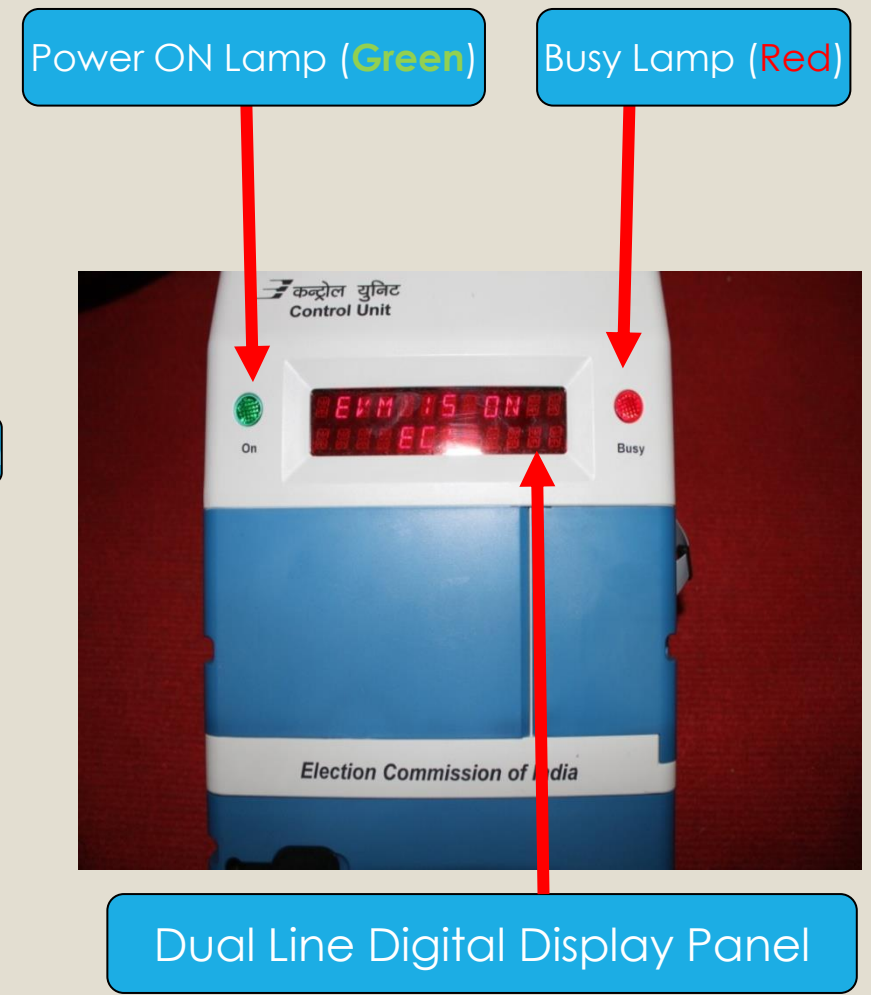 Power ON Lamp (Green)
Busy Lamp (Red)
कन्ट्रोल युनिट
Control Unit
EVM IS ON
On
Busy
Election Commission of India
Dual Line Digital Display Panel